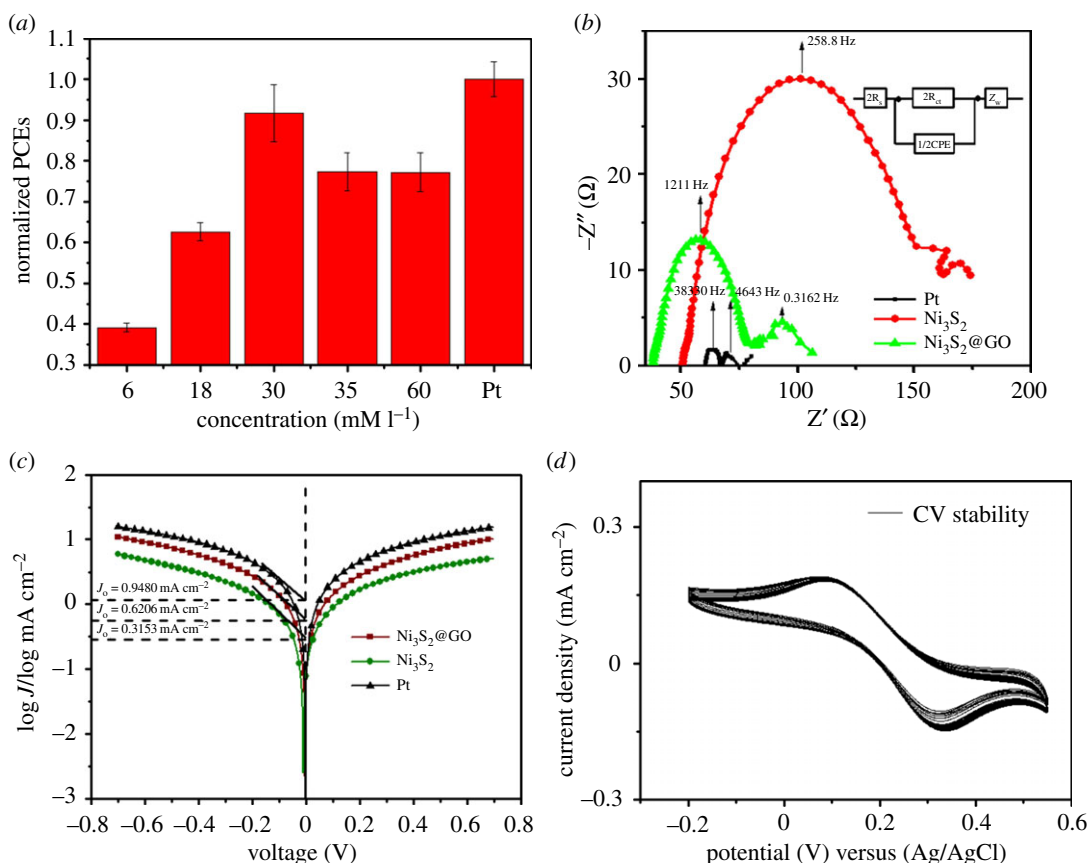 (a)
1.1
1.0
0.9
0.8
0.7
0.6
0.5
0.4
0.3
normalized PCEs
6 18 30 35 60 Pt
concentration (mM l⁻¹)
(b)
30
20
10
0
−Z″ (Ω)
258.8 Hz
1211 Hz
38330 Hz
4643 Hz
0.3162 Hz
2Rs
2Rct
Zw
1/2CPE
Pt
Ni₃S₂
Ni₃S₂@GO
50 100 150 200
Z′ (Ω)
(c)
2
1
0
−1
−2
−3
log J/log mA cm⁻²
Jo = 0.9480 mA cm⁻²
Jo = 0.6206 mA cm⁻²
Jo = 0.3153 mA cm⁻²
Ni₃S₂@GO
Ni₃S₂
Pt
−0.8 −0.6 −0.4 −0.2 0 0.2 0.4 0.6 0.8
voltage (V)
(d)
0.3
0
−0.3
current density (mA cm⁻²)
CV stability
−0.2 0 0.2 0.4 0.6
potential (V) versus (Ag/AgCl)